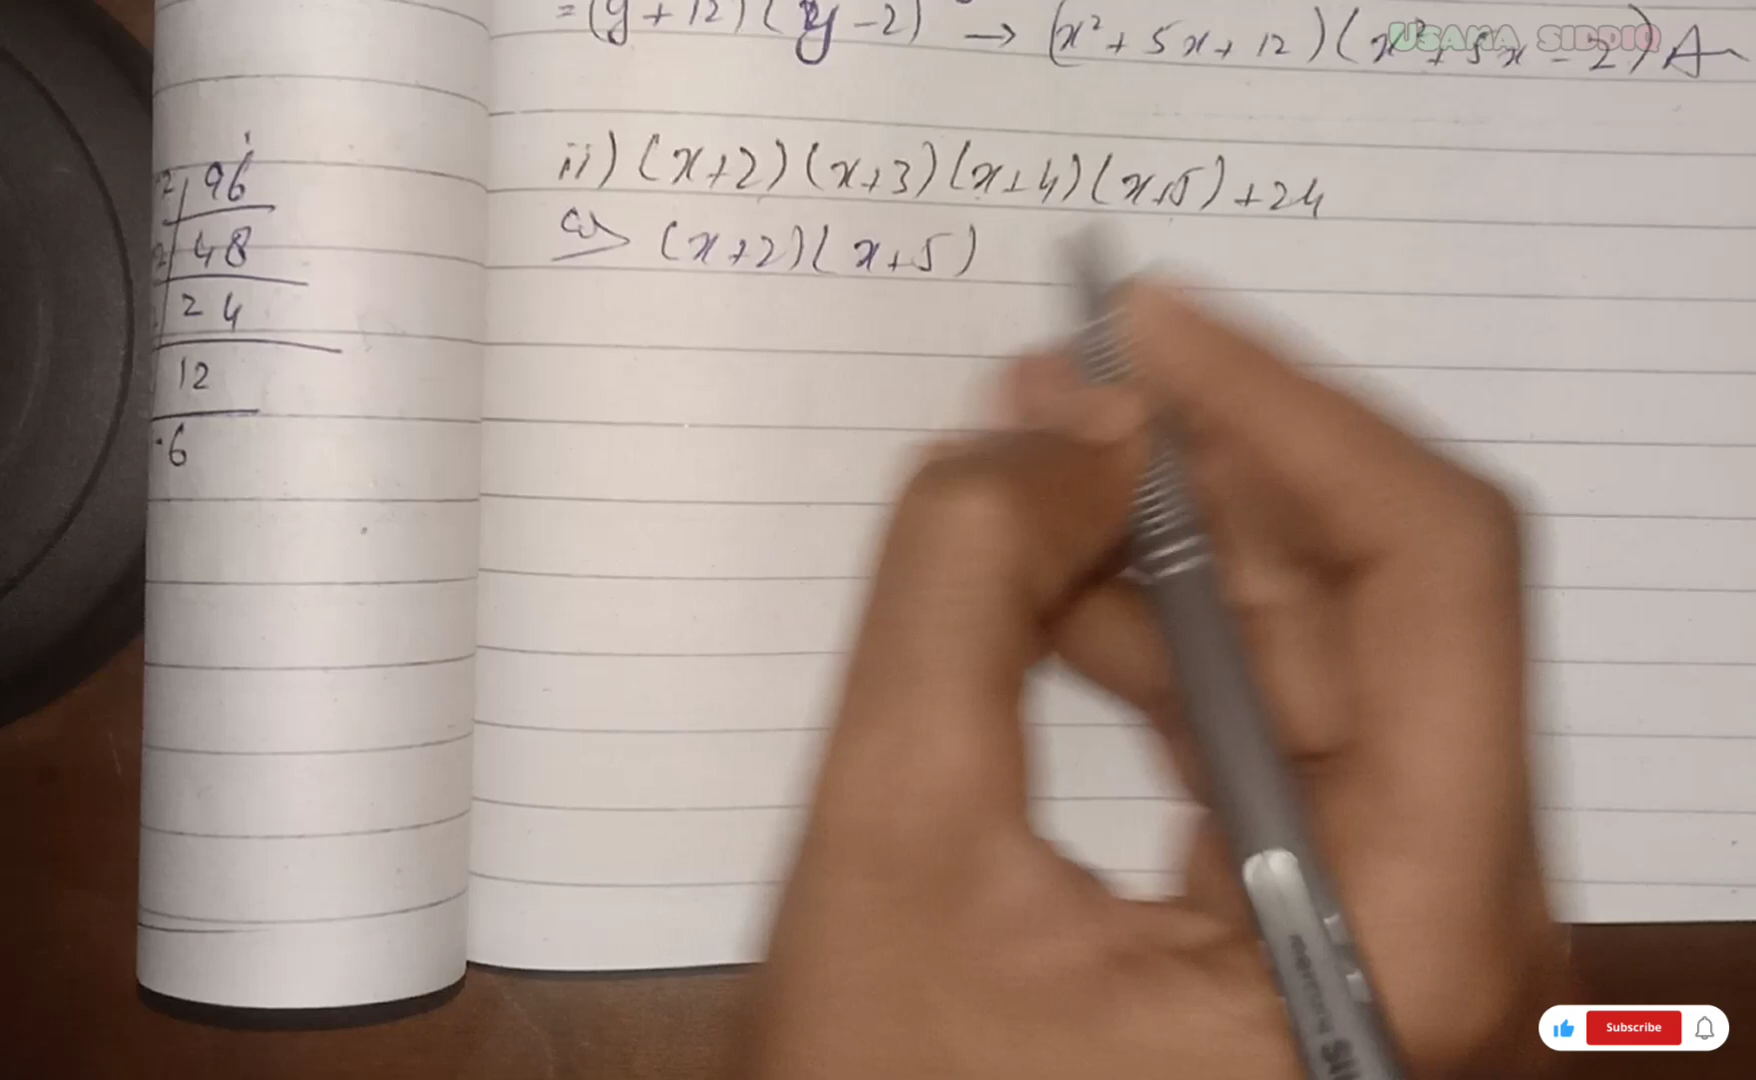 = (y + 12) ( y - 2) → (x² + 5x + 12) (x² + 5x - 2) A
USAMA SIDDIQ
2 96
2 48
24
12
6
ii) (x+2) (x+3) (x+4) (x+5) + 24
(x+2) (x+5)
Subscribe